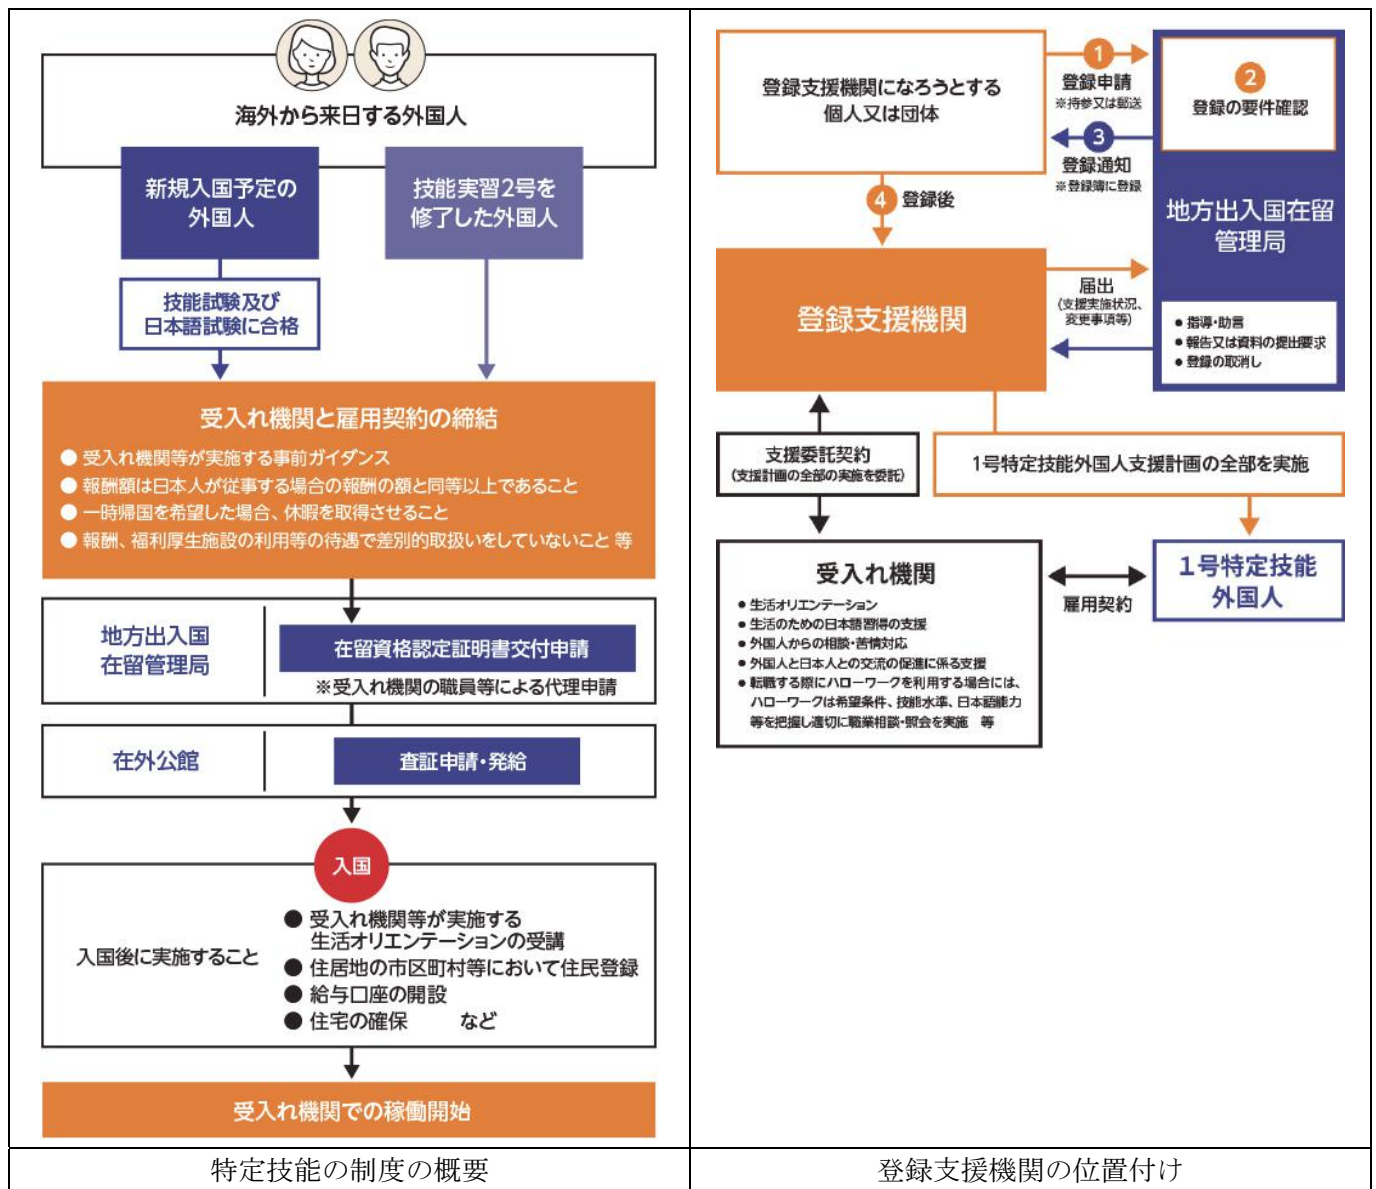 海外から来日する外国人
新規入国予定の
外国人
技能実習2号を
修了した外国人
技能試験及び
日本語試験に合格
受入れ機関と雇用契約の締結
● 受入れ機関等が実施する事前ガイダンス
● 報酬額は日本人が従事する場合の報酬の額と同等以上であること
● 一時帰国を希望した場合、休暇を取得させること
● 報酬、福利厚生施設の利用等の待遇で差別的取扱いをしていないこと 等
地方出入国
在留管理局
在留資格認定証明書交付申請
※受入れ機関の職員等による代理申請
在外公館
査証申請・発給
入国
入国後に実施すること
● 受入れ機関等が実施する
生活オリエンテーションの受講
● 住居地の市区町村等において住民登録
● 給与口座の開設
● 住宅の確保 など
受入れ機関での稼働開始
特定技能の制度の概要
登録支援機関になろうとする
個人又は団体
1
登録申請
※持参又は郵送
2
登録の要件確認
3
登録通知
※登録簿に登録
4 登録後
地方出入国在留
管理局
登録支援機関
届出
(支援実施状況、
変更事項等)
● 指導・助言
● 報告又は資料の提出要求
● 登録の取消し
支援委託契約
(支援計画の全部の実施を委託)
1号特定技能外国人支援計画の全部を実施
受入れ機関
● 生活オリエンテーション
● 生活のための日本語習得の支援
● 外国人からの相談・苦情対応
● 外国人と日本人との交流の促進に係る支援
● 転職する際にハローワークを利用する場合には、
ハローワークは希望条件、技能水準、日本語能力
等を把握し適切に職業相談・照会を実施 等
雇用契約
1号特定技能
外国人
登録支援機関の位置付け